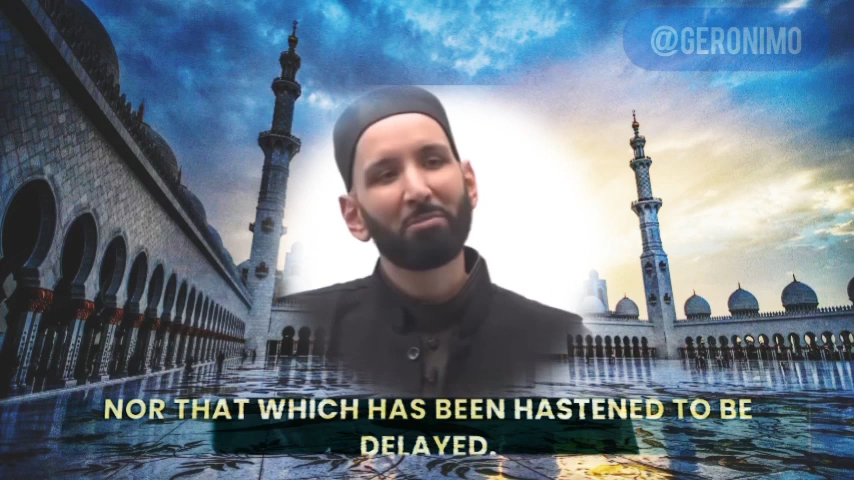 @GERONIMO
NOR THAT WHICH HAS BEEN HASTENED TO BE
DELAYED.